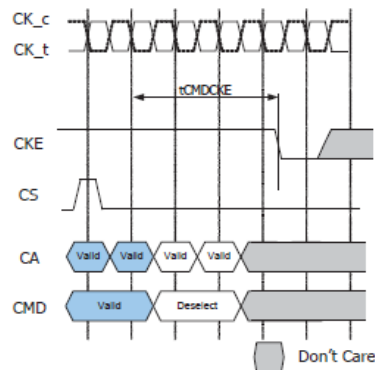 CK_c
CK_t
tCMDCKE
CKE
CS
CA Valid Valid Valid Valid
CMD Valid Deselect
Don't Care